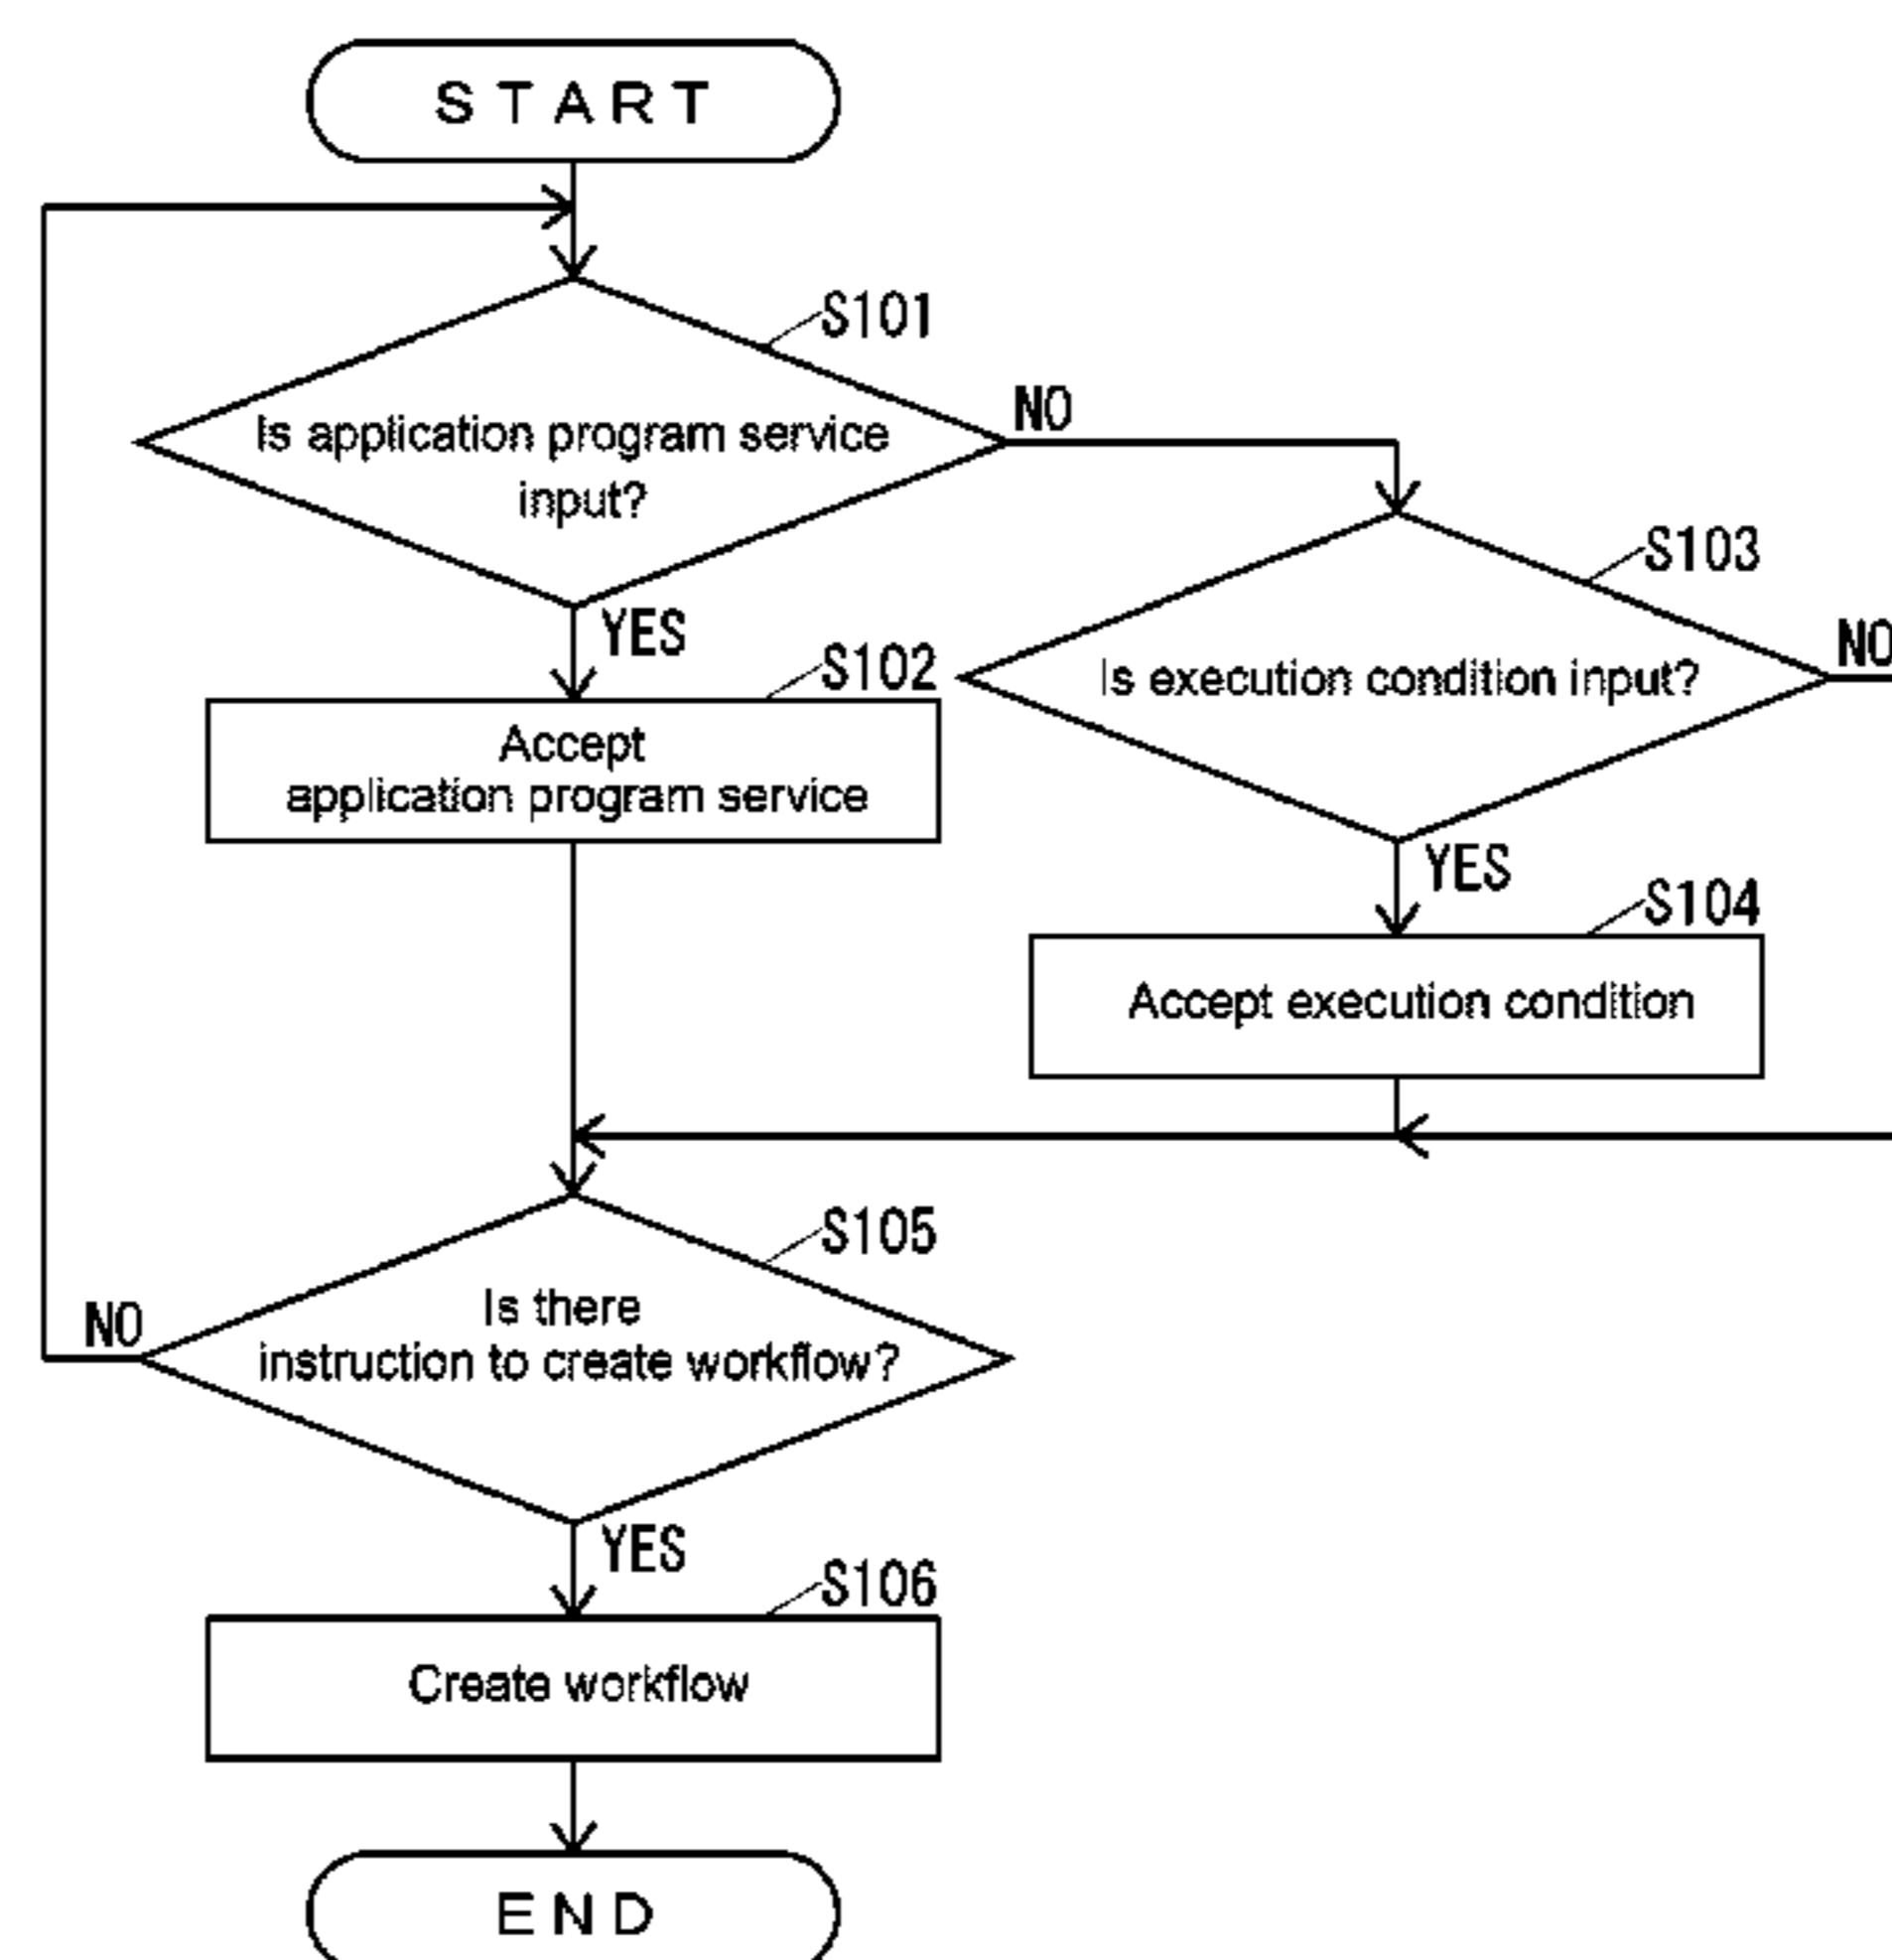 START
S101
Is application program service
input?
NO
YES
S102
Accept
application program service
S103
Is execution condition input?
NO
YES
S104
Accept execution condition
S105
Is there
instruction to create workflow?
NO
YES
S106
Create workflow
END